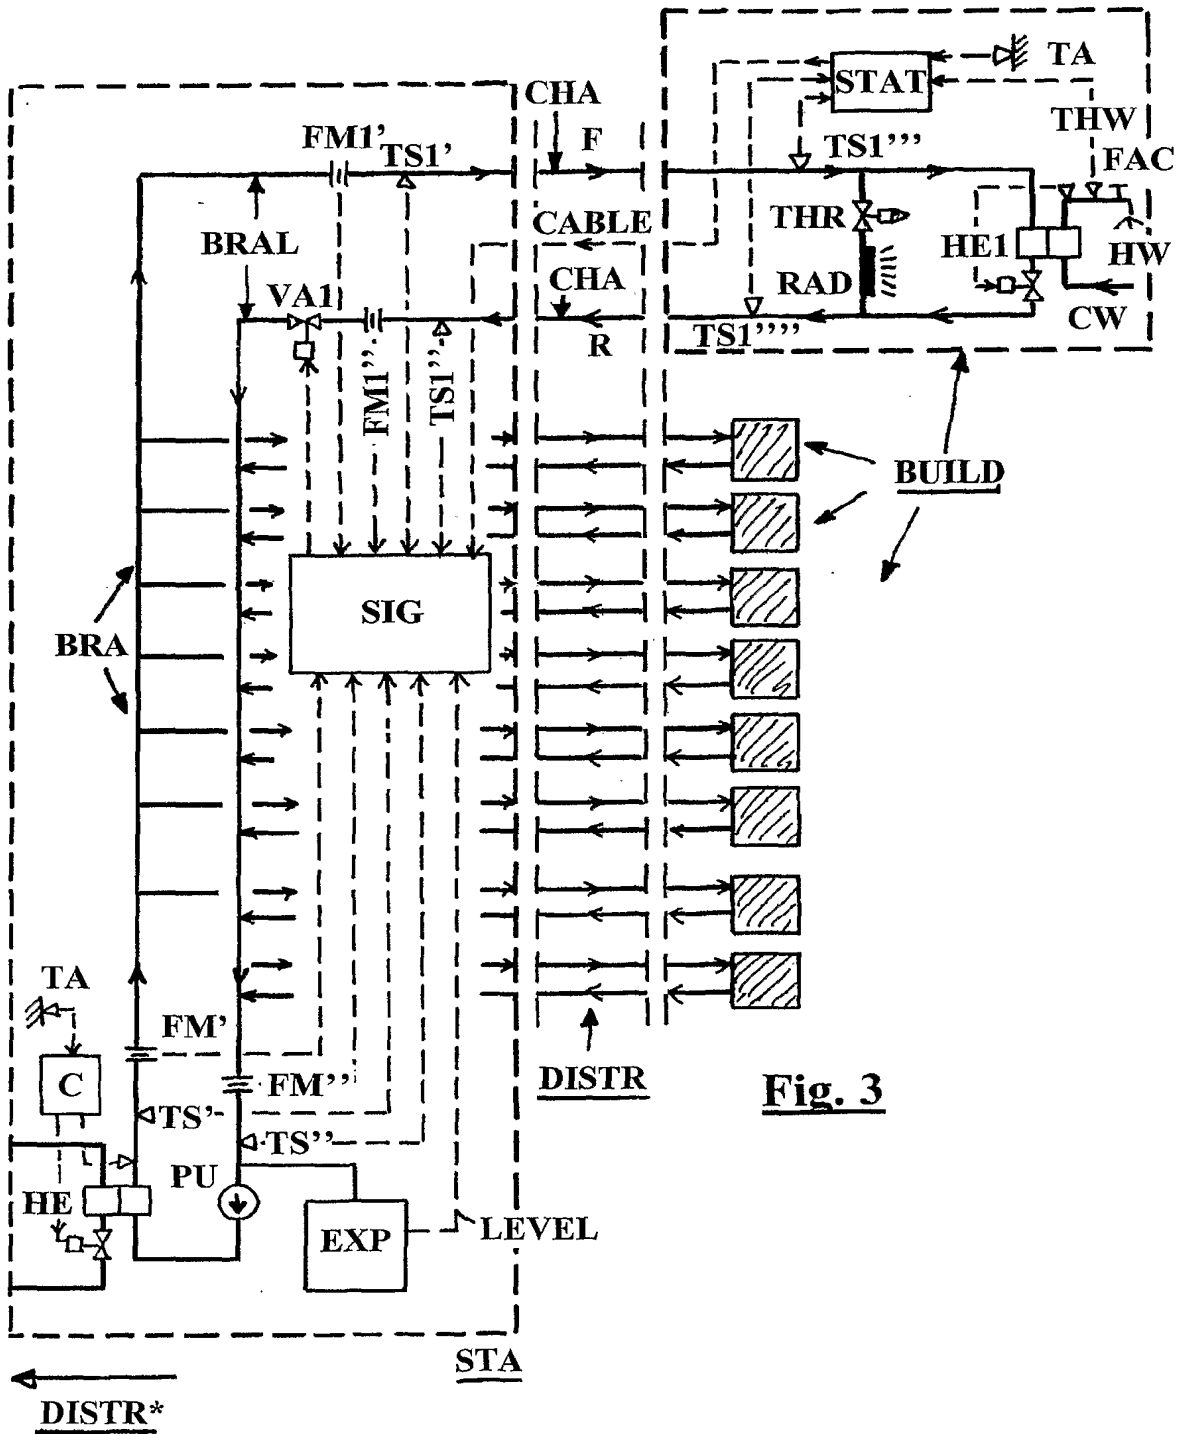 CHA
F
STAT
TA
THW
FAC
FM1'
TS1'
TS1'''
BRAL
CABLE
THR
HE1
HW
VA1
CHA
RAD
CW
R
TS1''''
FM1''
TS1''
BUILD
SIG
BRA
TA
FM'
C
FM''
DISTR
Fig. 3
TS'
TS''
PU
HE
EXP
LEVEL
STA
DISTR*